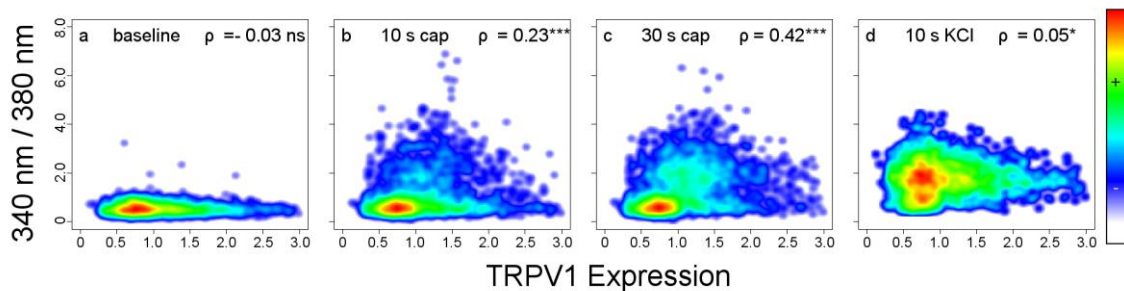 a baseline ρ =- 0.03 ns
b 10 s cap ρ = 0.23***
c 30 s cap ρ = 0.42***
d 10 s KCl ρ = 0.05*
340 nm / 380 nm
8.0
6.0
4.0
2.0
0
0 0.5 1.0 1.5 2.0 2.5 3.0
0 0.5 1.0 1.5 2.0 2.5 3.0
0 0.5 1.0 1.5 2.0 2.5 3.0
0 0.5 1.0 1.5 2.0 2.5 3.0
+
-
TRPV1 Expression